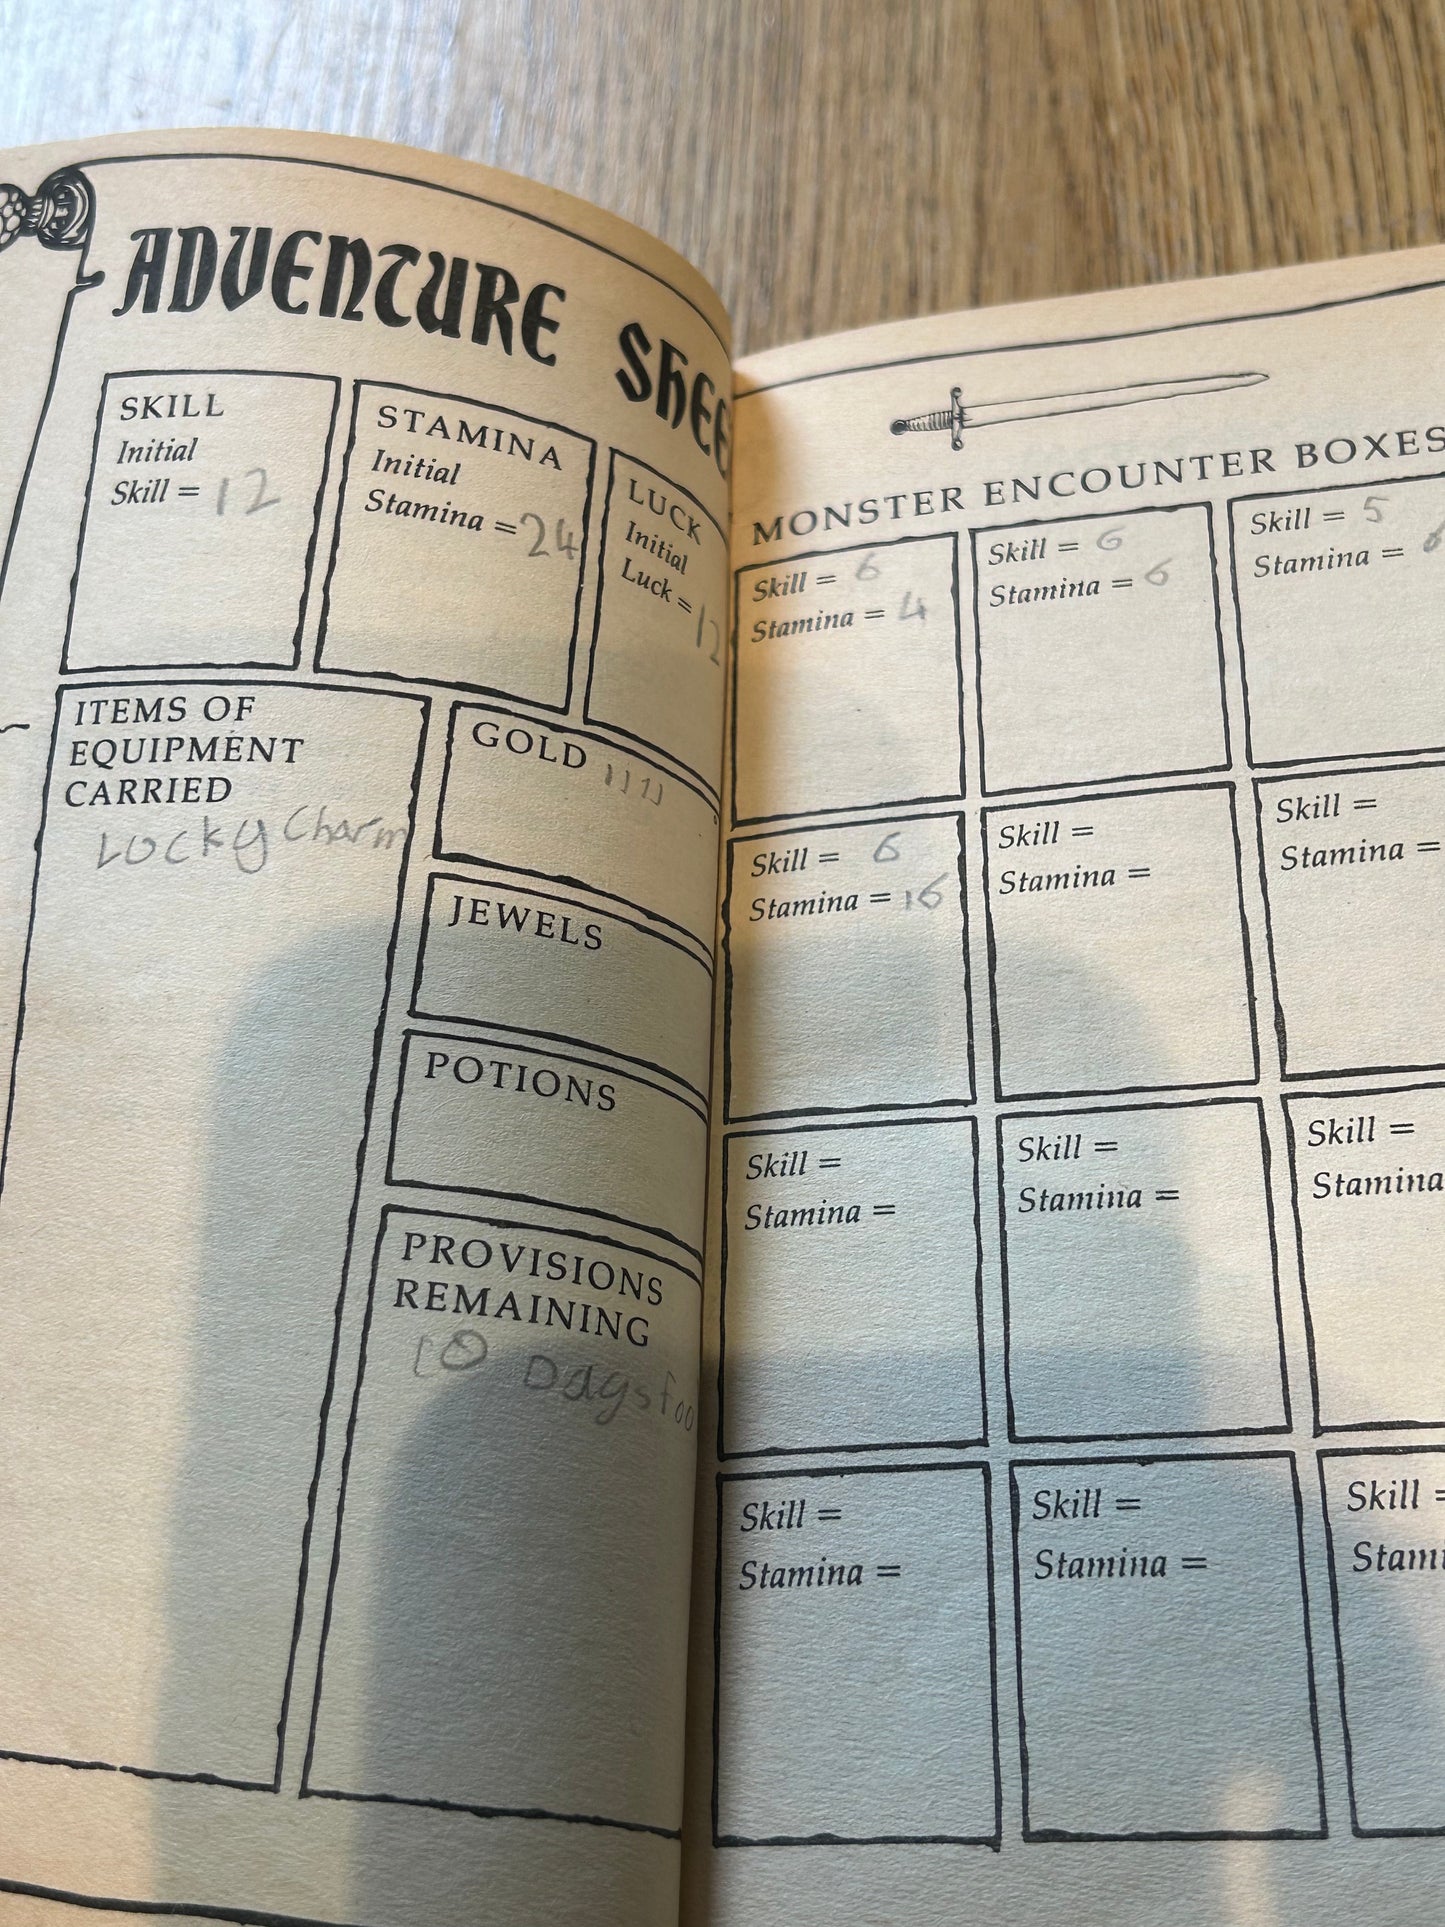 ADVENTURE SHEE
SKILL
Initial
Skill = 12
STAMINA
Initial
Stamina = 24
LUCK
Initial
Luck = 12
ITEMS OF
EQUIPMENT
CARRIED
Lucky Charm
GOLD
JEWELS
POTIONS
PROVISIONS
REMAINING
10 Days foo
MONSTER ENCOUNTER BOXES
Skill = 6
Stamina = 4
Skill = 6
Stamina = 6
Skill = 5
Stamina =
Skill = 6
Stamina = 16
Skill =
Stamina =
Skill =
Stamina =
Skill =
Stamina =
Skill =
Stamina =
Skill =
Stamina
Skill =
Stamina =
Skill =
Stamina =
Skill =
Stami